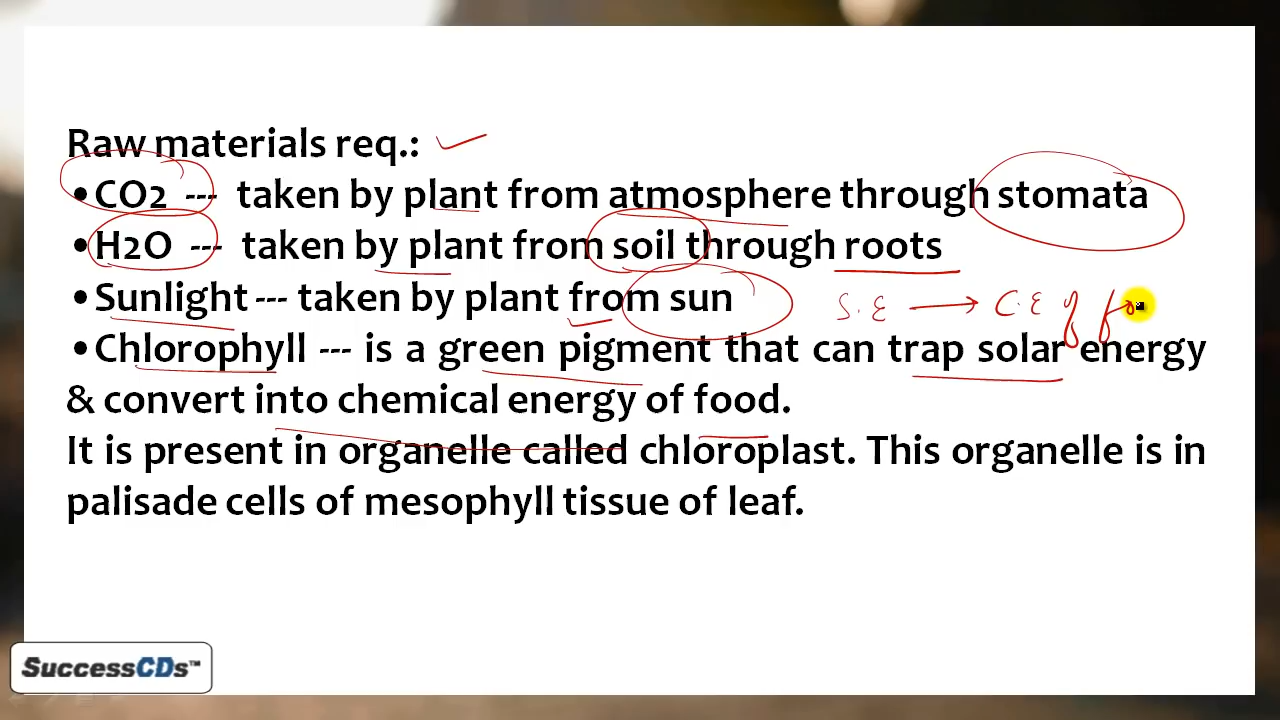 Raw materials req.:
•CO2 --- taken by plant from atmosphere through stomata
•H2O --- taken by plant from soil through roots
•Sunlight --- taken by plant from sun
S.E → C.E of fo
•Chlorophyll --- is a green pigment that can trap solar energy
& convert into chemical energy of food.
It is present in organelle called chloroplast. This organelle is in
palisade cells of mesophyll tissue of leaf.
SuccessCDs™